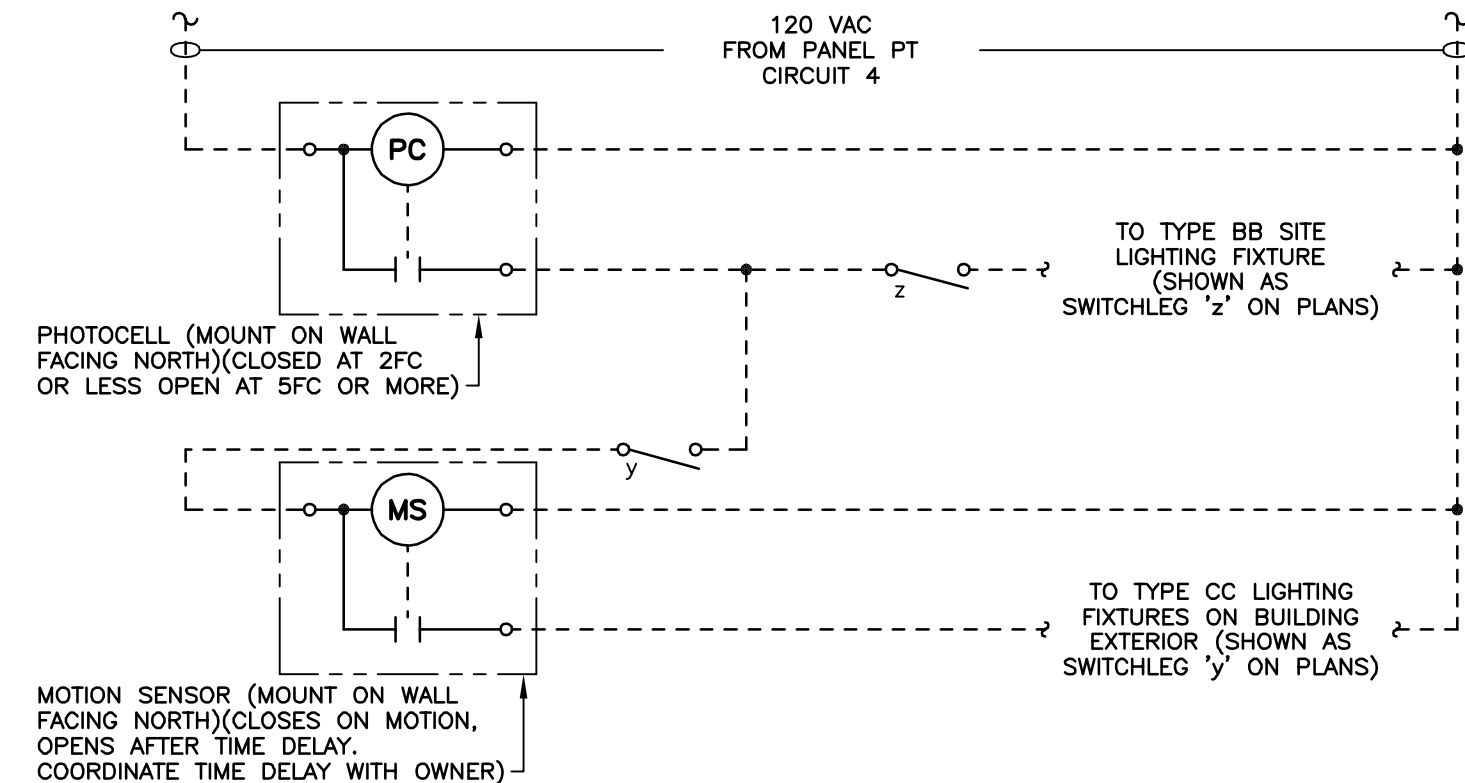 120 VAC
FROM PANEL PT
CIRCUIT 4
PC
TO TYPE BB SITE
LIGHTING FIXTURE
(SHOWN AS
SWITCHLEG 'z' ON PLANS)
z
PHOTOCELL (MOUNT ON WALL
FACING NORTH)(CLOSED AT 2FC
OR LESS OPEN AT 5FC OR MORE)
y
MS
TO TYPE CC LIGHTING
FIXTURES ON BUILDING
EXTERIOR (SHOWN AS
SWITCHLEG 'y' ON PLANS)
MOTION SENSOR (MOUNT ON WALL
FACING NORTH)(CLOSES ON MOTION,
OPENS AFTER TIME DELAY.
COORDINATE TIME DELAY WITH OWNER)